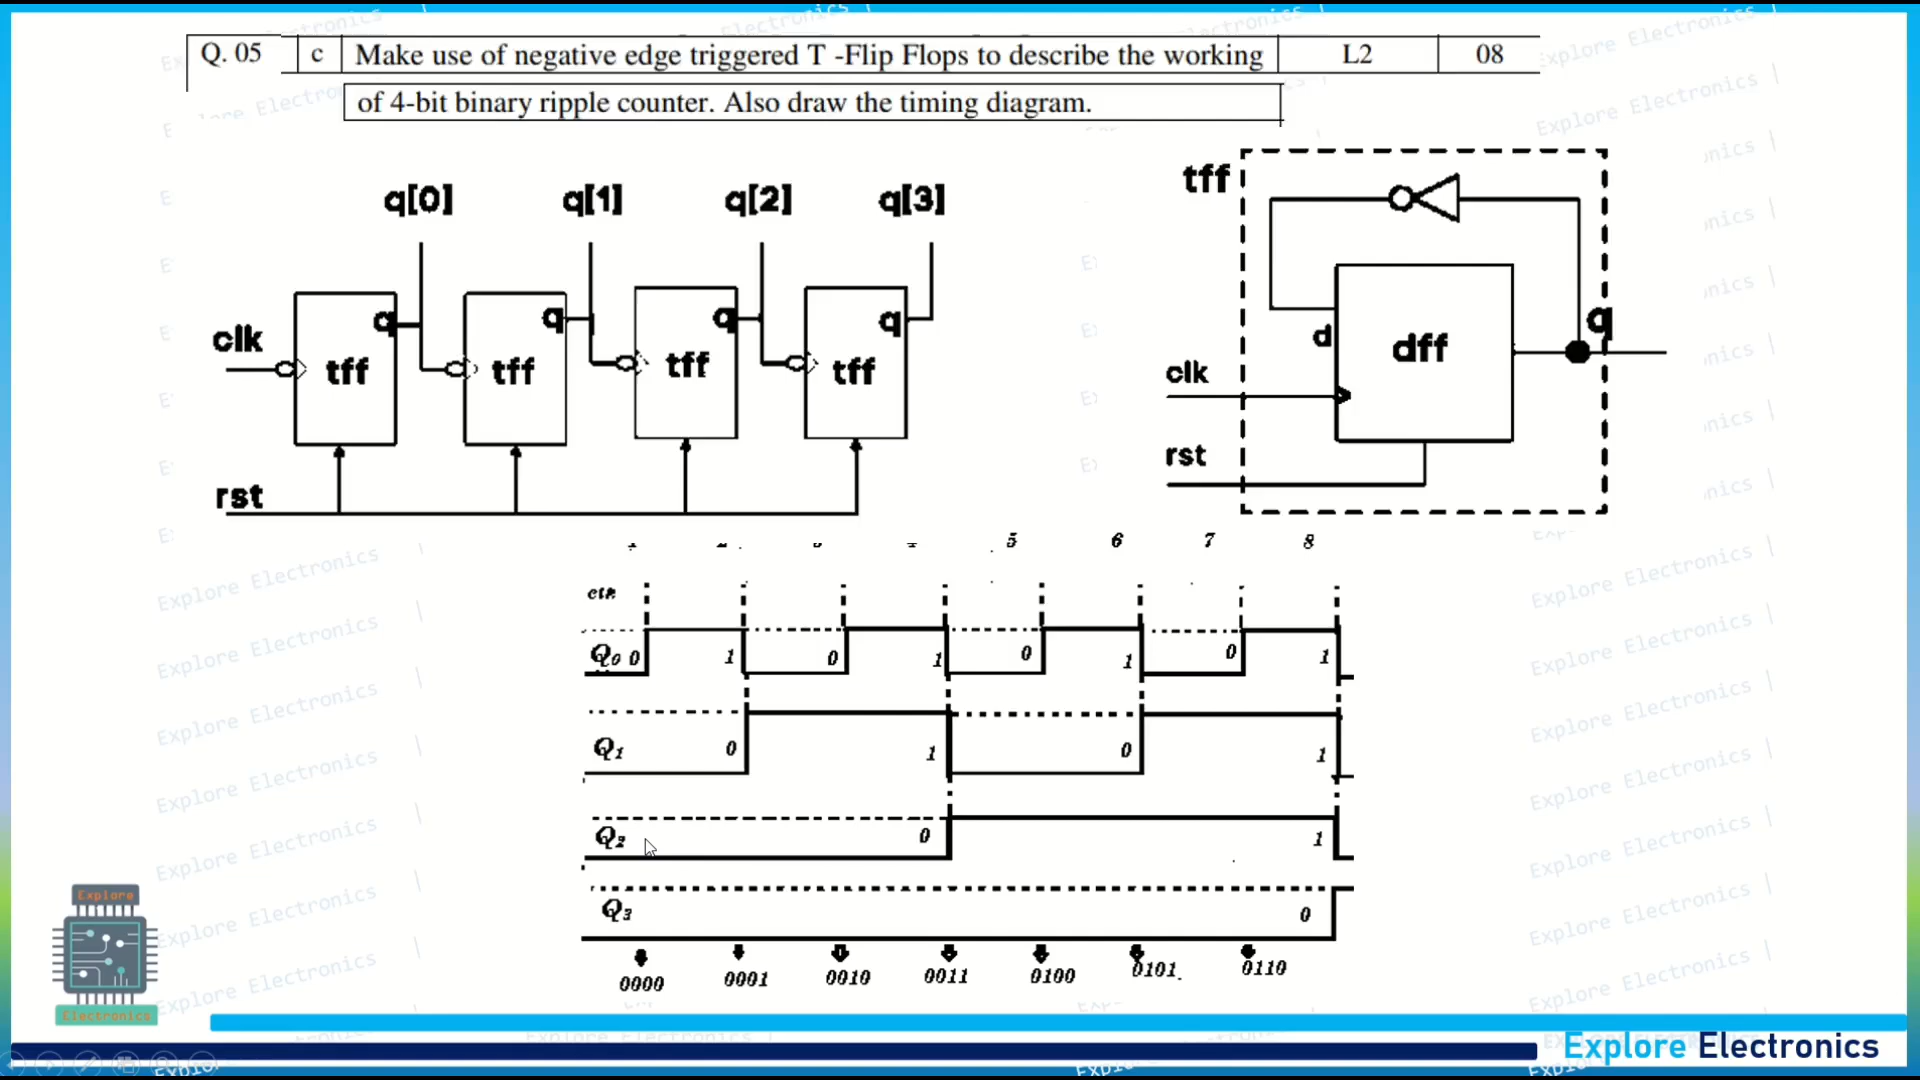 Q. 05 c Make use of negative edge triggered T -Flip Flops to describe the working L2 08
of 4-bit binary ripple counter. Also draw the timing diagram.
q[0] q[1] q[2] q[3]
q q q q
clk
tff tff tff tff
rst
tff
q
d dff
clk
rst
5 6 7 8
clk
Q0 0 1 0 1 0 1 0 1
Q1 0 1 0 1
Q2 0 1
Q3 0
0000 0001 0010 0011 0100 0101 0110
Explore
Electronics
Explore Electronics